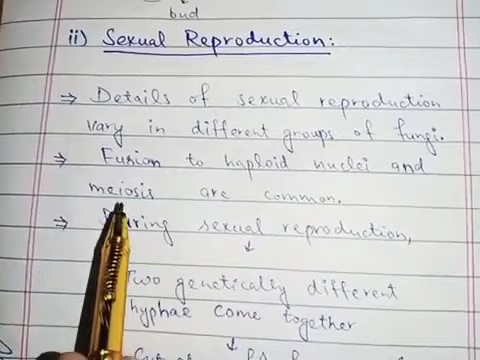 bud
ii) Sexual Reproduction:
⇒ Details of sexual reproduction
vary in different groups of fungi.
⇒ Fusion to haploid nuclei and
meiosis are common.
⇒ During sexual reproduction,
↓
Two genetically different
hyphae come together
↓